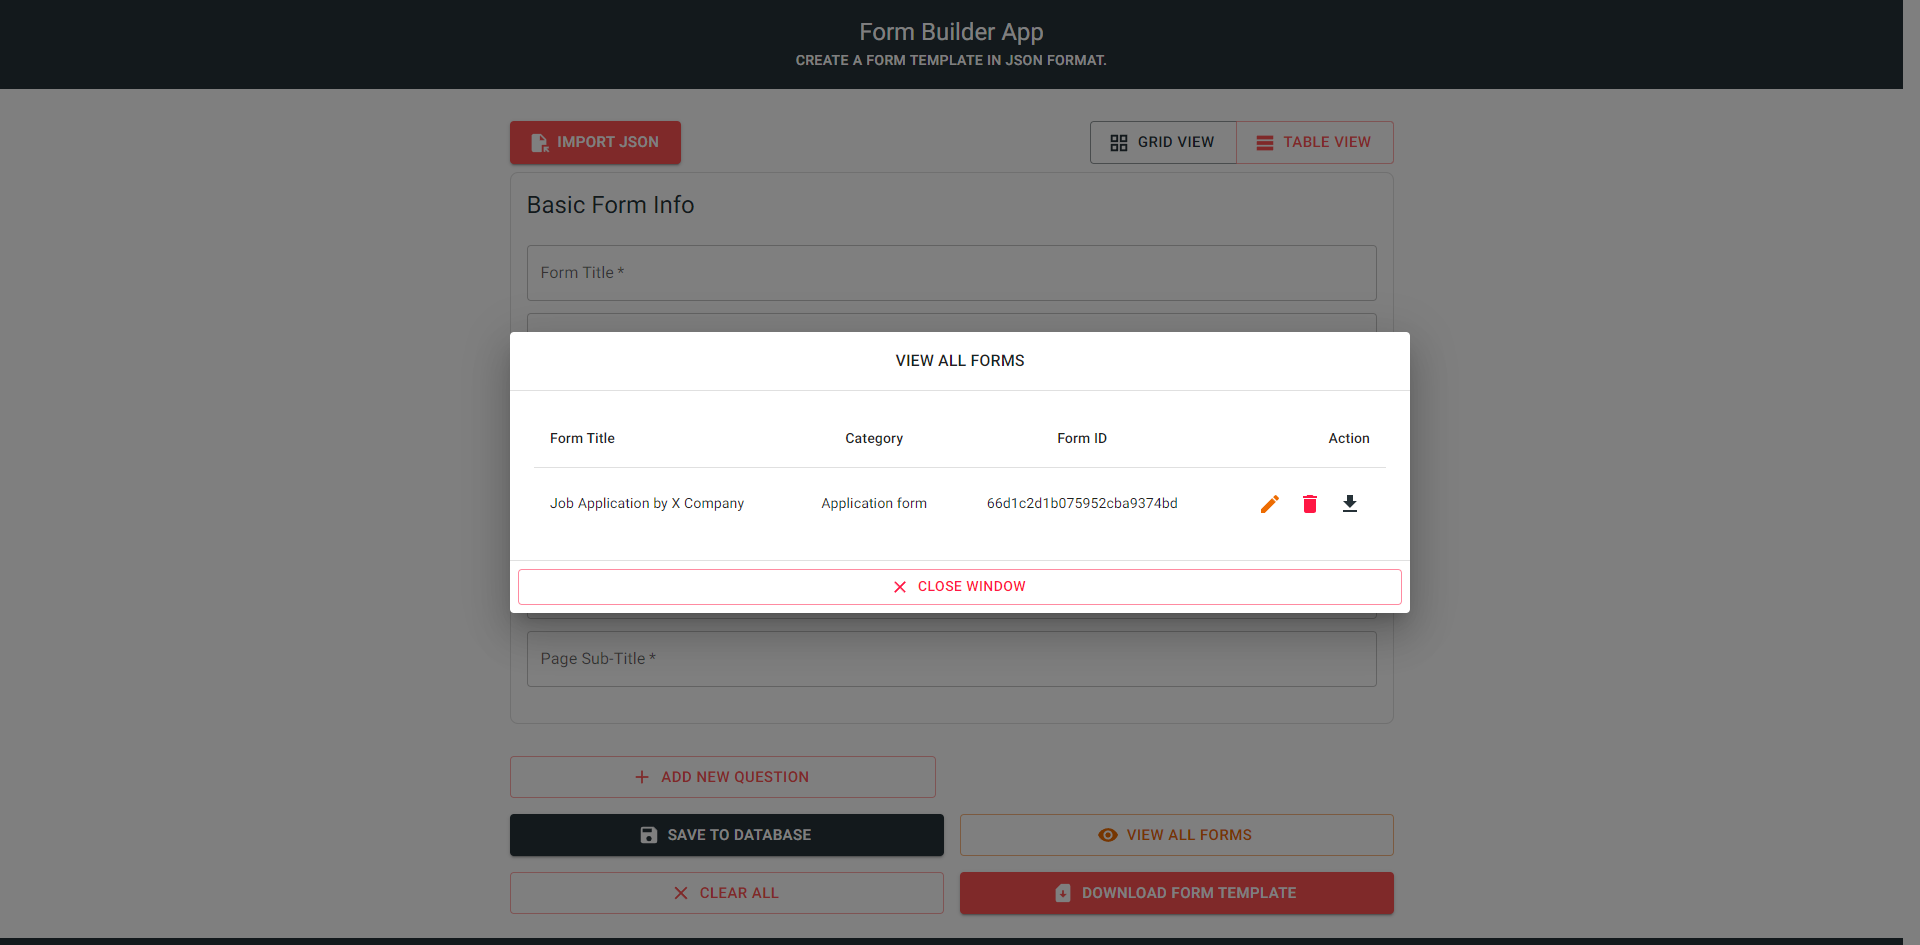 Form Builder App
CREATE A FORM TEMPLATE IN JSON FORMAT.
IMPORT JSON
GRID VIEW
TABLE VIEW
Basic Form Info
Form Title *
VIEW ALL FORMS
Form Title
Category
Form ID
Action
Job Application by X Company
Application form
66d1c2d1b075952cba9374bd
CLOSE WINDOW
Page Sub-Title *
ADD NEW QUESTION
SAVE TO DATABASE
VIEW ALL FORMS
CLEAR ALL
DOWNLOAD FORM TEMPLATE